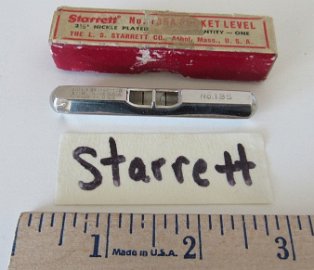 Starrett No. 135A POCKET LEVEL
2½" NICKLE PLATED QUANTITY – ONE
THE L. S. STARRETT CO. Athol, Mass., U. S. A.
NO. 135
Starrett
1 2 3
Made in U.S.A.